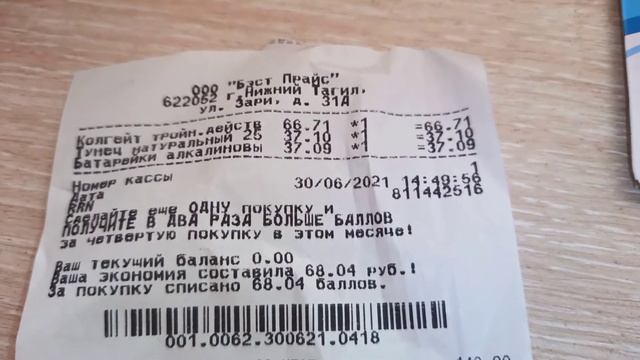 ООО "Бэст Прайс"
622052 г.Нижний Тагил,
ул. Зари, д. 31А
Колгейт тройн.действ 66.71 *1 =66.71
Тунец натуральный 25 37.10 *1 =37.10
Батарейки алкалиновы 37.09 *1 =37.09
Номер кассы 1
Дата 30/06/2021 14:49:56
RRN 811442516
Сделайте еще ОДНУ покупку и
ПОЛУЧИТЕ В ДВА РАЗА БОЛЬШЕ БАЛЛОВ
за четвертую покупку в этом месяце!
Ваш текущий баланс 0.00
Ваша экономия составила 68.04 руб.!
За покупку списано 68.04 баллов.
001.0062.300621.0418